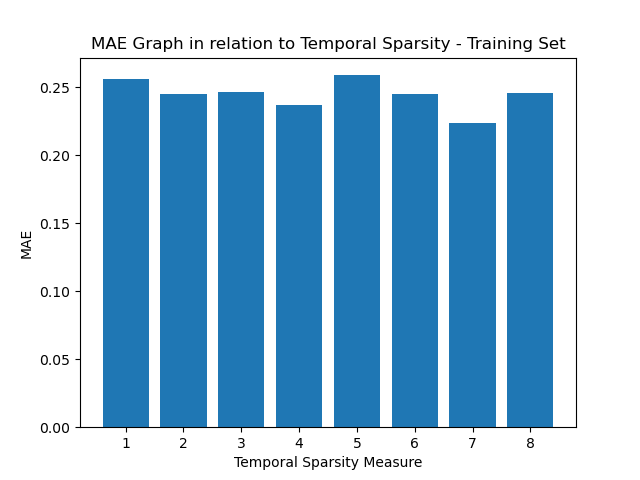 MAE Graph in relation to Temporal Sparsity - Training Set
0.25
0.20
0.15
0.10
0.05
0.00
MAE
1 2 3 4 5 6 7 8
Temporal Sparsity Measure